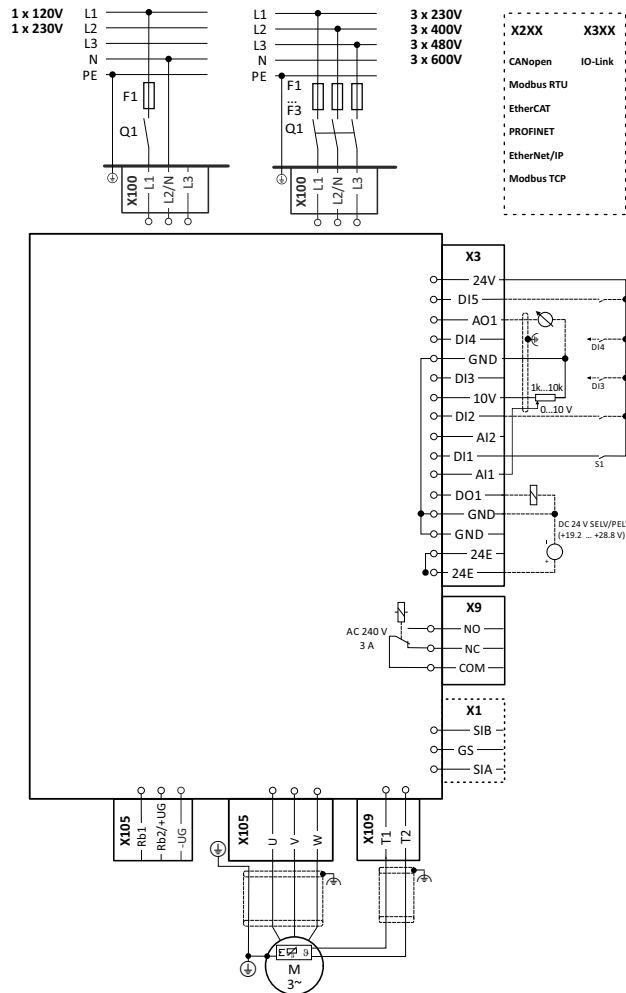 1 x 120V
1 x 230V
L1
L2
L3
N
PE
F1
Q1
X100
L1
L2/N
L3
L1
L2
L3
N
PE
3 x 230V
3 x 400V
3 x 480V
3 x 600V
F1
...
F3
Q1
X100
L1
L2/N
L3
X2XX X3XX
CANopen IO-Link
Modbus RTU
EtherCAT
PROFINET
EtherNet/IP
Modbus TCP
X3
24V
DI5
AO1
DI4
DI4
GND
DI3
DI3
1k...10k
10V
0...10 V
DI2
AI2
DI1
S1
AI1
DO1
GND
DC 24 V SELV/PEL
(+19.2 ... +28.8 V)
GND
24E
24E
X9
AC 240 V
3 A
NO
NC
COM
X1
SIB
GS
SIA
X105
Rb1
Rb2/+UG
-UG
X105
U
V
W
X109
T1
T2
M
3~